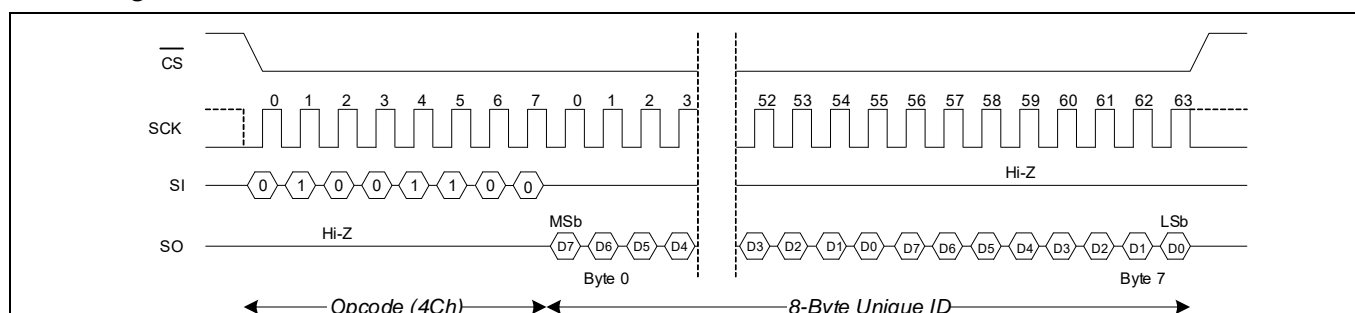 CS
0 1 2 3 4 5 6 7 0 1 2 3 52 53 54 55 56 57 58 59 60 61 62 63
SCK
Hi-Z
SI 0 1 0 0 1 1 0 0
MSb LSb
Hi-Z
SO D7 D6 D5 D4 D3 D2 D1 D0 D7 D6 D5 D4 D3 D2 D1 D0
Byte 0 Byte 7
Opcode (4Ch) 8-Byte Unique ID